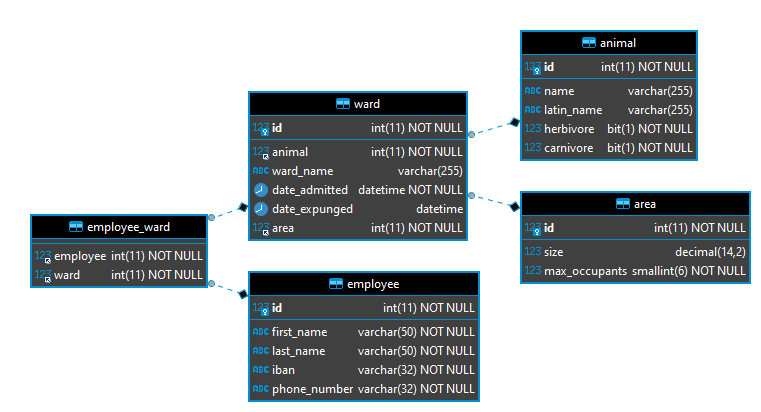 animal
123 id int(11) NOT NULL
ABC name varchar(255)
ABC latin_name varchar(255)
123 herbivore bit(1) NOT NULL
123 carnivore bit(1) NOT NULL
ward
123 id int(11) NOT NULL
123 animal int(11) NOT NULL
ABC ward_name varchar(255)
date_admitted datetime NOT NULL
date_expunged datetime
123 area int(11) NOT NULL
area
123 id int(11) NOT NULL
123 size decimal(14,2)
123 max_occupants smallint(6) NOT NULL
employee_ward
123 employee int(11) NOT NULL
123 ward int(11) NOT NULL
employee
123 id int(11) NOT NULL
ABC first_name varchar(50) NOT NULL
ABC last_name varchar(50) NOT NULL
ABC iban varchar(32) NOT NULL
ABC phone_number varchar(32) NOT NULL